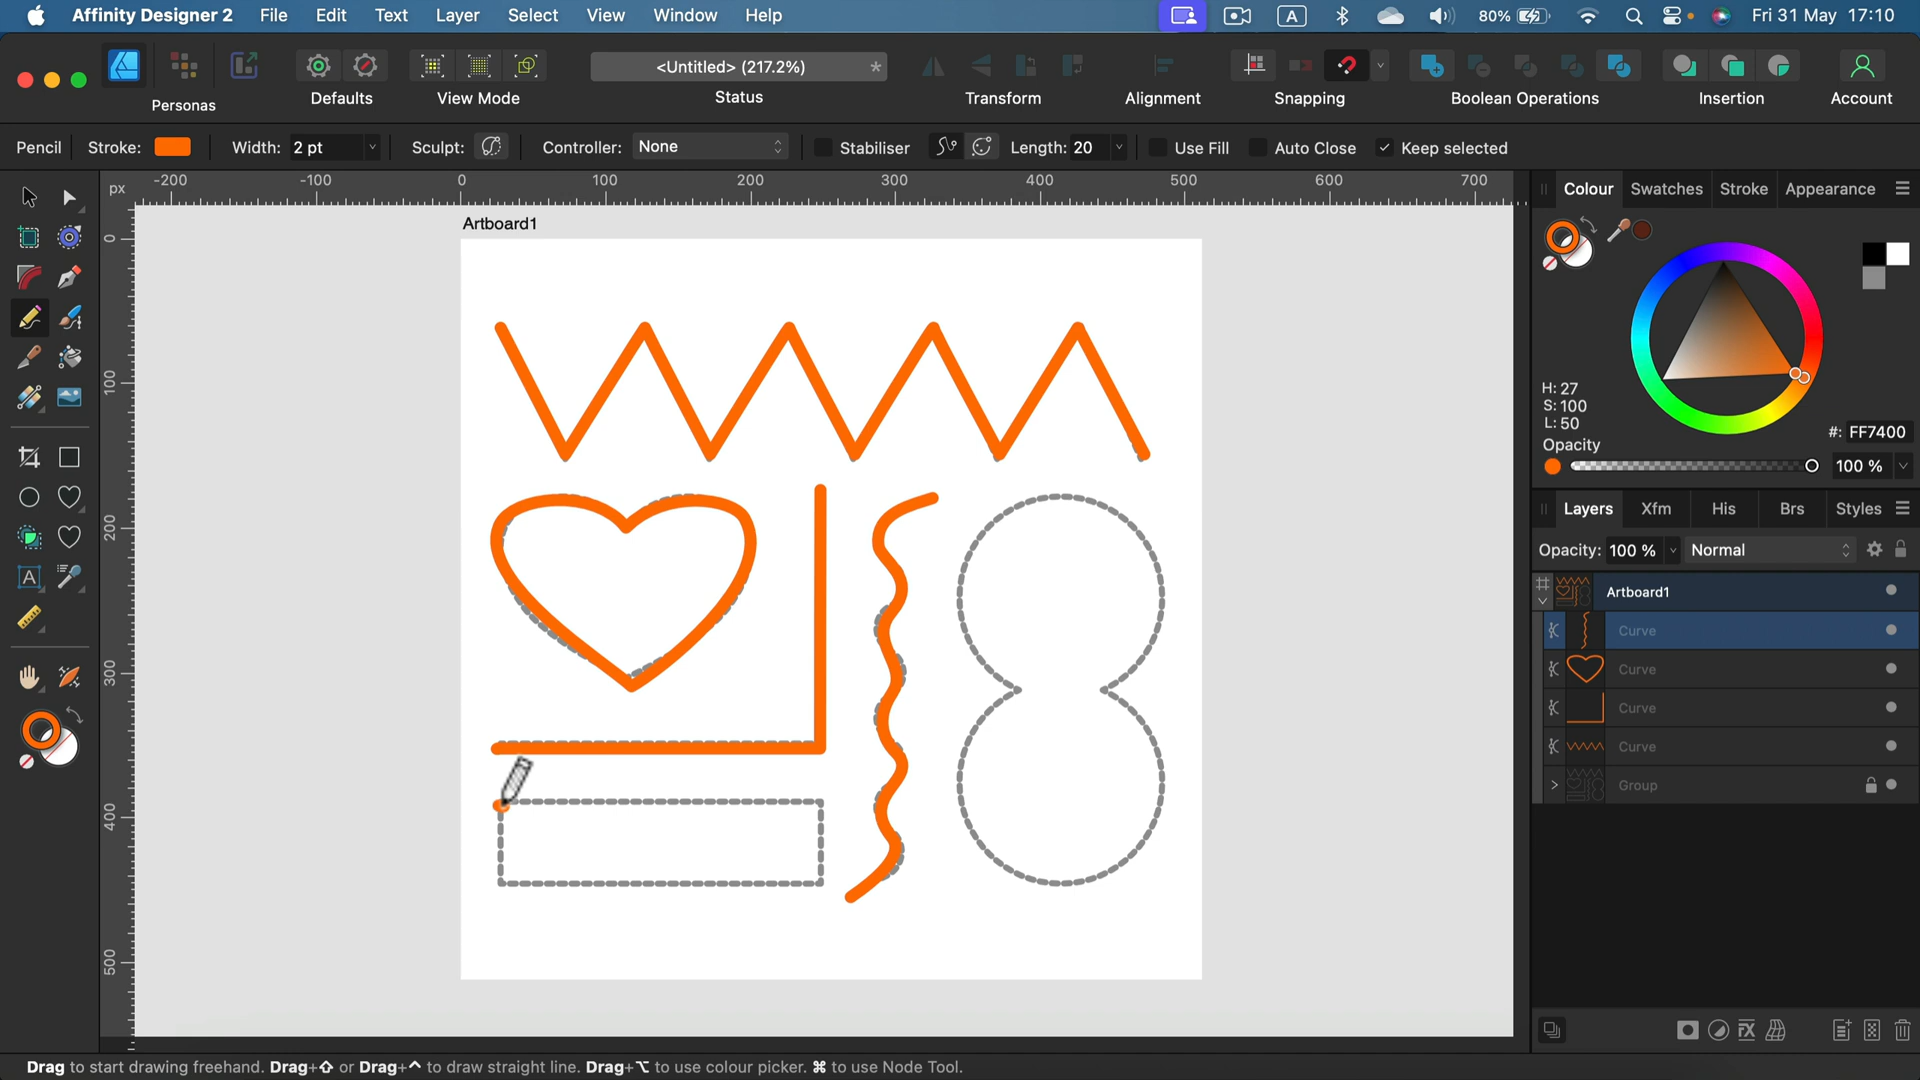 Affinity Designer 2 File Edit Text Layer Select View Window Help A 80% Fri 31 May 17:10
<Untitled> (217.2%) *
Personas Defaults View Mode Status Transform Alignment Snapping Boolean Operations Insertion Account
Pencil Stroke: Width: 2 pt Sculpt: Controller: None Stabiliser Length: 20 Use Fill Auto Close Keep selected
px -200 -100 0 100 200 300 400 500 600 700
Colour Swatches Stroke Appearance
Artboard1
0
100
200
300
400
500
A
H: 27
S: 100
L: 50
#: FF7400
Opacity
100 %
Layers Xfm His Brs Styles
Opacity: 100 % Normal
Artboard1
Curve
Curve
Curve
Curve
Group
Drag to start drawing freehand. Drag+⇧ or Drag+⌃ to draw straight line. Drag+⌥ to use colour picker. ⌘ to use Node Tool.